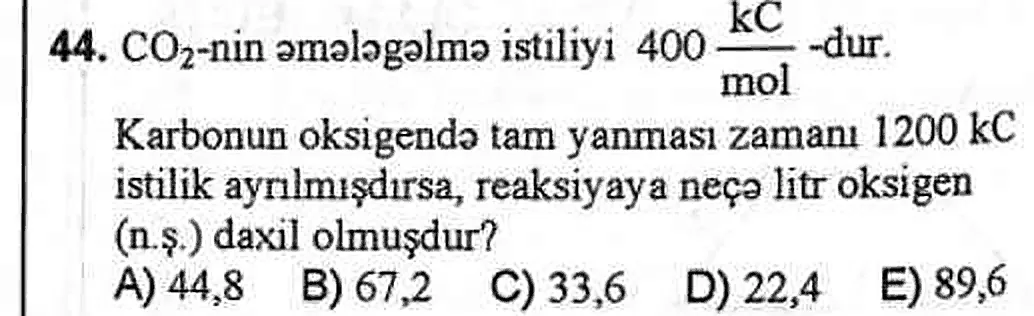 44. CO₂-nin əmələgəlmə istiliyi 400 kC/mol -dur.
Karbonun oksigendə tam yanması zamanı 1200 kC
istilik ayrılmışdırsa, reaksiyaya neçə litr oksigen
(n.ş.) daxil olmuşdur?
A) 44,8 B) 67,2 C) 33,6 D) 22,4 E) 89,6